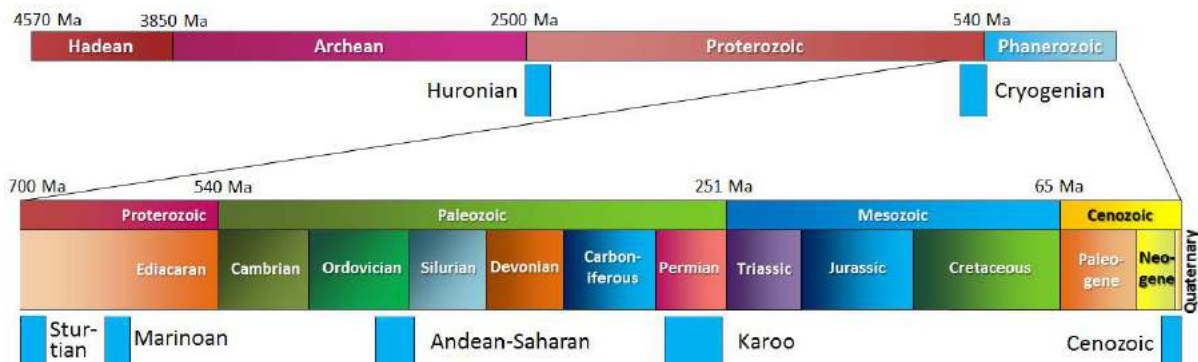 4570 Ma 3850 Ma 2500 Ma 540 Ma
Hadean Archean Proterozoic Phanerozoic
Huronian Cryogenian
700 Ma 540 Ma 251 Ma 65 Ma
Proterozoic Paleozoic Mesozoic Cenozoic
Ediacaran Cambrian Ordovician Silurian Devonian Carbon-
iferous Permian Triassic Jurassic Cretaceous Paleo-
gene Neo-
gene Quaternary
Stur-
tian Marinoan Andean-Saharan Karoo Cenozoic